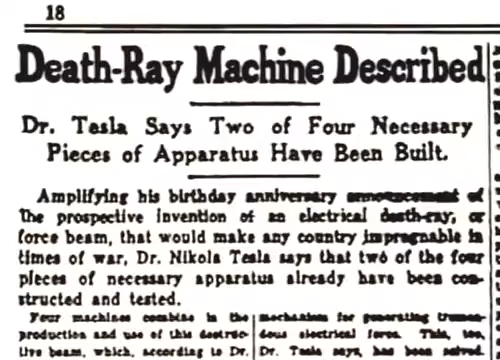 18
Death-Ray Machine Described
Dr. Tesla Says Two of Four Necessary
Pieces of Apparatus Have Been Built.
Amplifying his birthday anniversary announcement of
the prospective invention of an electrical death-ray, or
force beam, that would make any country impregnable in
times of war, Dr. Nikola Tesla says that two of the four
pieces of necessary apparatus already have been con-
structed and tested.
Four machines combine in the
production and use of this destruc-
tive beam, which, according to Dr.
mechanism for generating tremen-
dous electrical force. This, too,
Dr. Tesla says, has been solved.